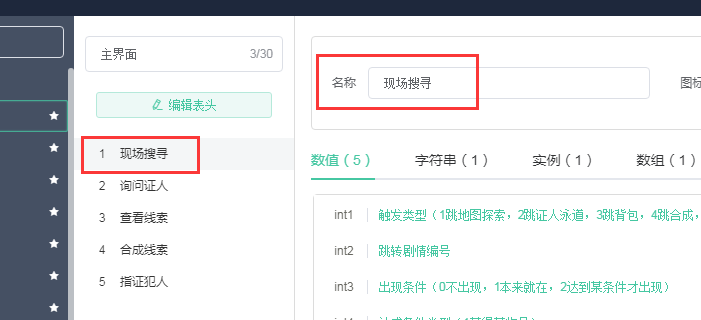 主界面 3/30
编辑表头
1 现场搜寻
2 询问证人
3 查看线索
4 合成线索
5 指证犯人
名称 现场搜寻 图标
数值（5） 字符串（1） 实例（1） 数组（1）
int1 触发类型（1跳地图探索，2跳证人泳道，3跳背包，4跳合成，
int2 跳转剧情编号
int3 出现条件（0不出现，1本来就在，2达到某条件才出现）